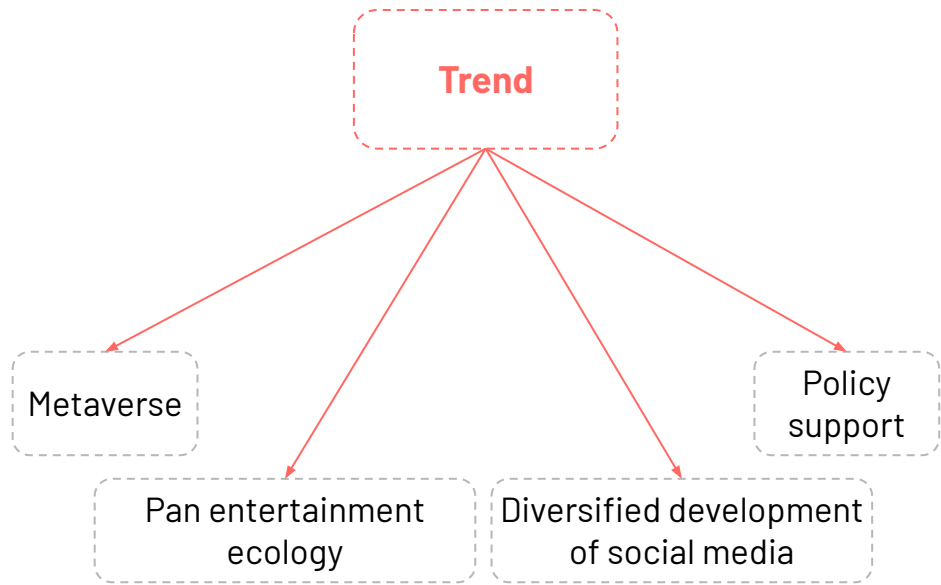 Trend
Metaverse
Policy
support
Pan entertainment
ecology
Diversified development
of social media